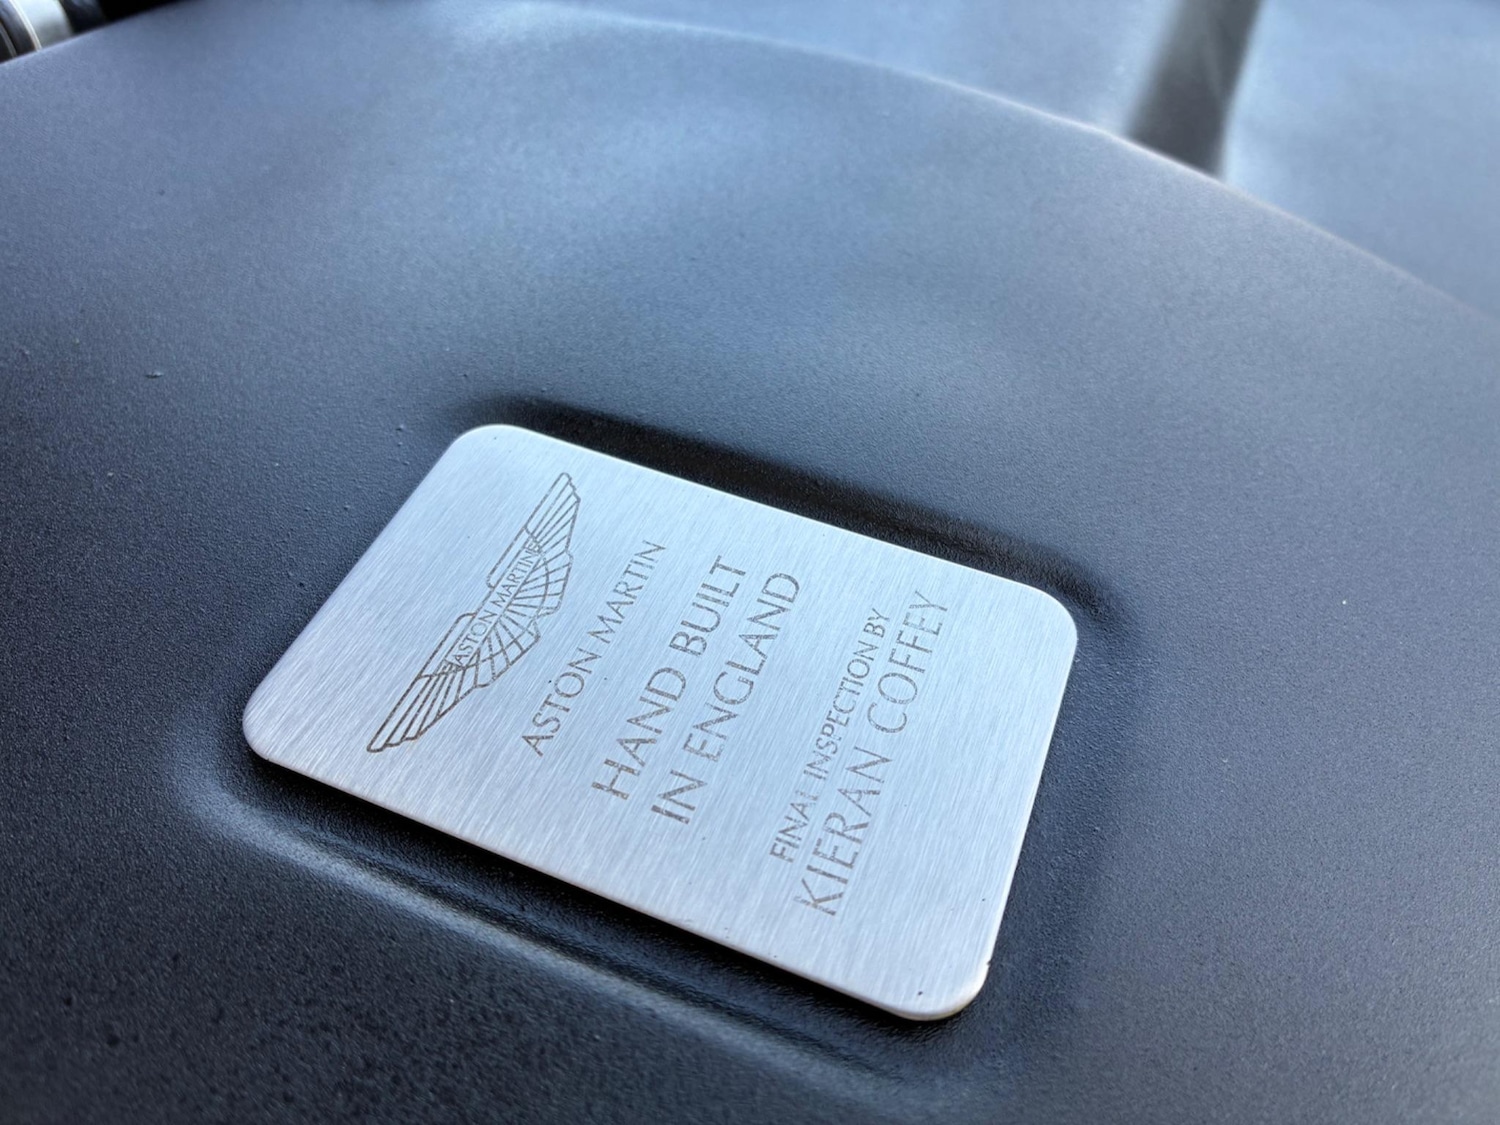 ASTON MARTIN
ASTON MARTIN
HAND BUILT
IN ENGLAND
FINAL INSPECTION BY
KIERAN COFFEY